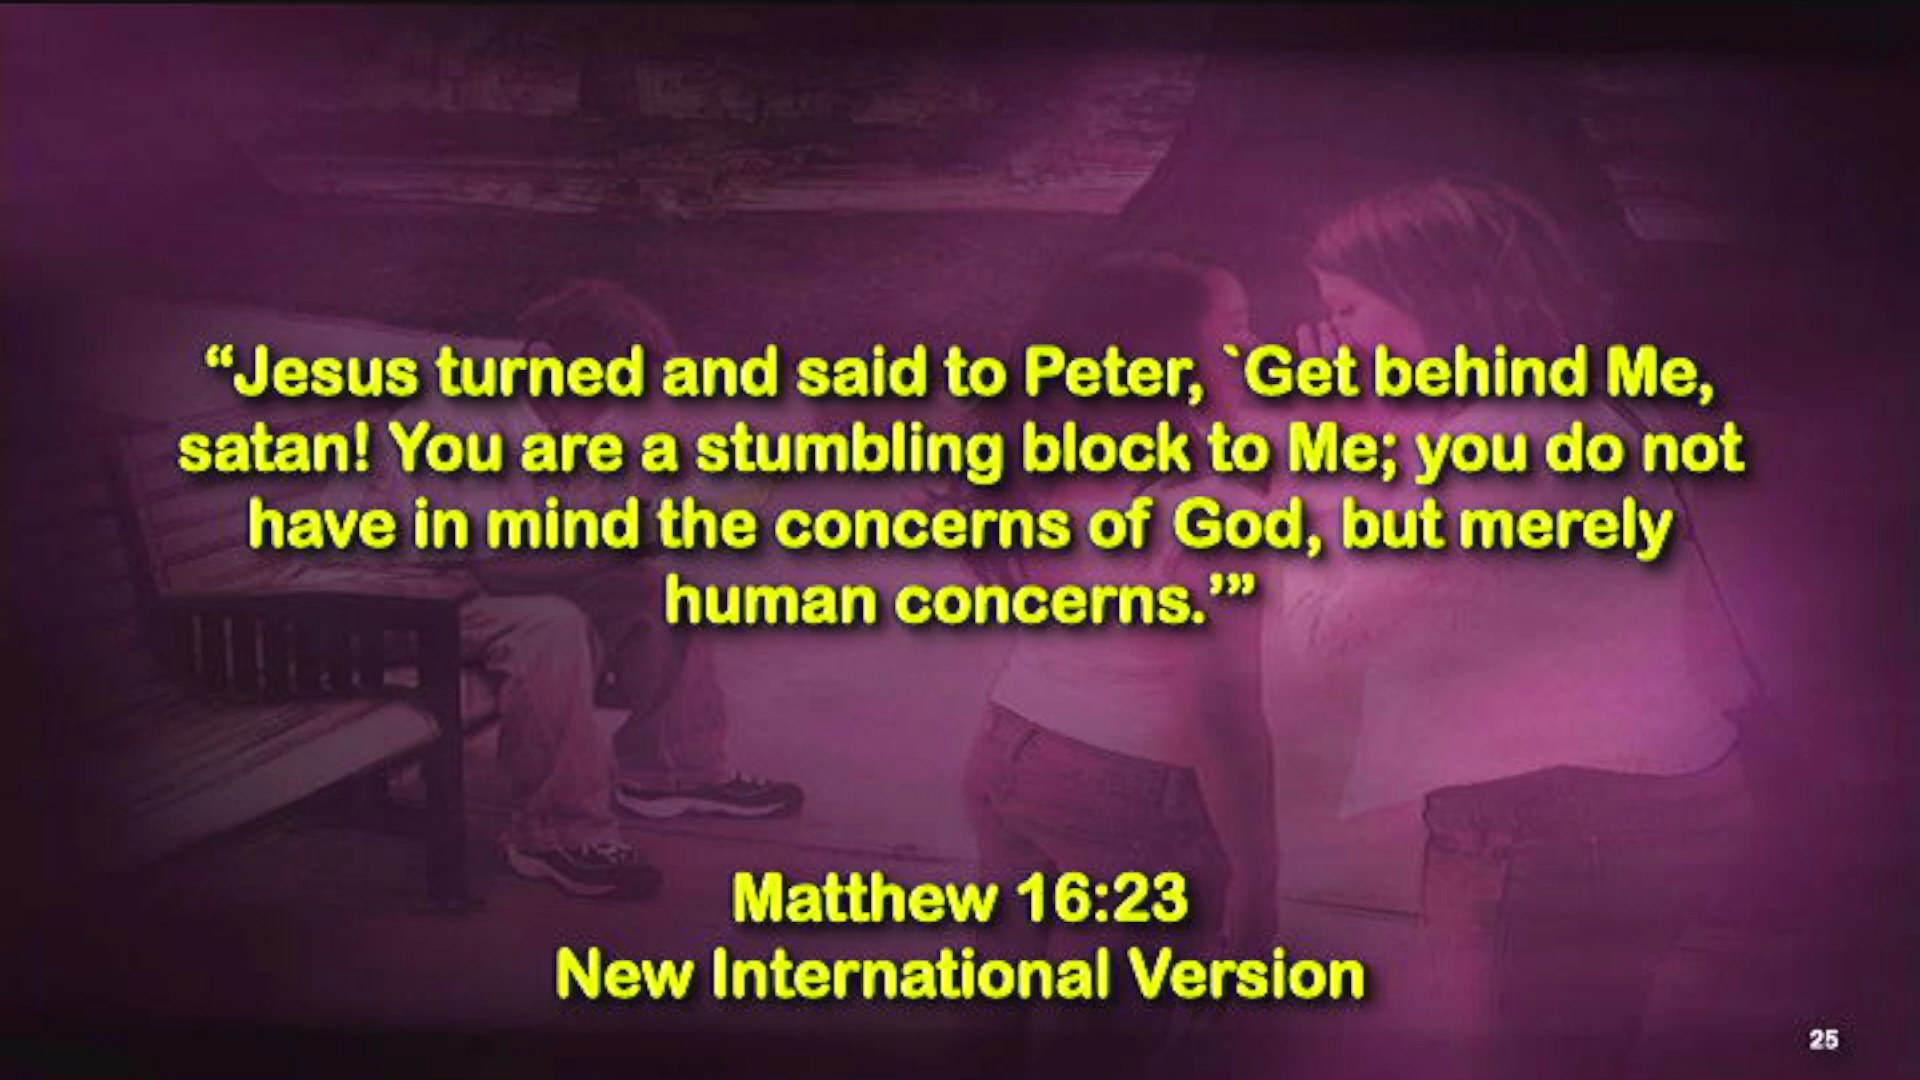 “Jesus turned and said to Peter, `Get behind Me,
satan! You are a stumbling block to Me; you do not
have in mind the concerns of God, but merely
human concerns.’”
Matthew 16:23
New International Version
25